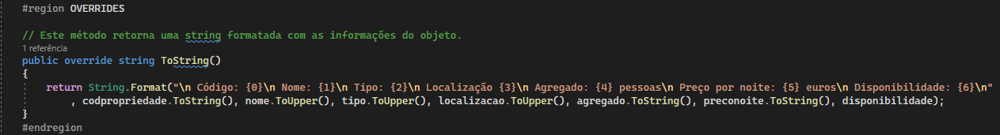 #region OVERRIDES
// Este método retorna uma string formatada com as informações do objeto.
1 referência
public override string ToString()
{
return String.Format("\n Código: {0}\n Nome: {1}\n Tipo: {2}\n Localização {3}\n Agregado: {4} pessoas\n Preço por noite: {5} euros\n Disponibilidade: {6}\n"
, codpropriedade.ToString(), nome.ToUpper(), tipo.ToUpper(), localizacao.ToUpper(), agregado.ToString(), preconoite.ToString(), disponibilidade);
}
#endregion